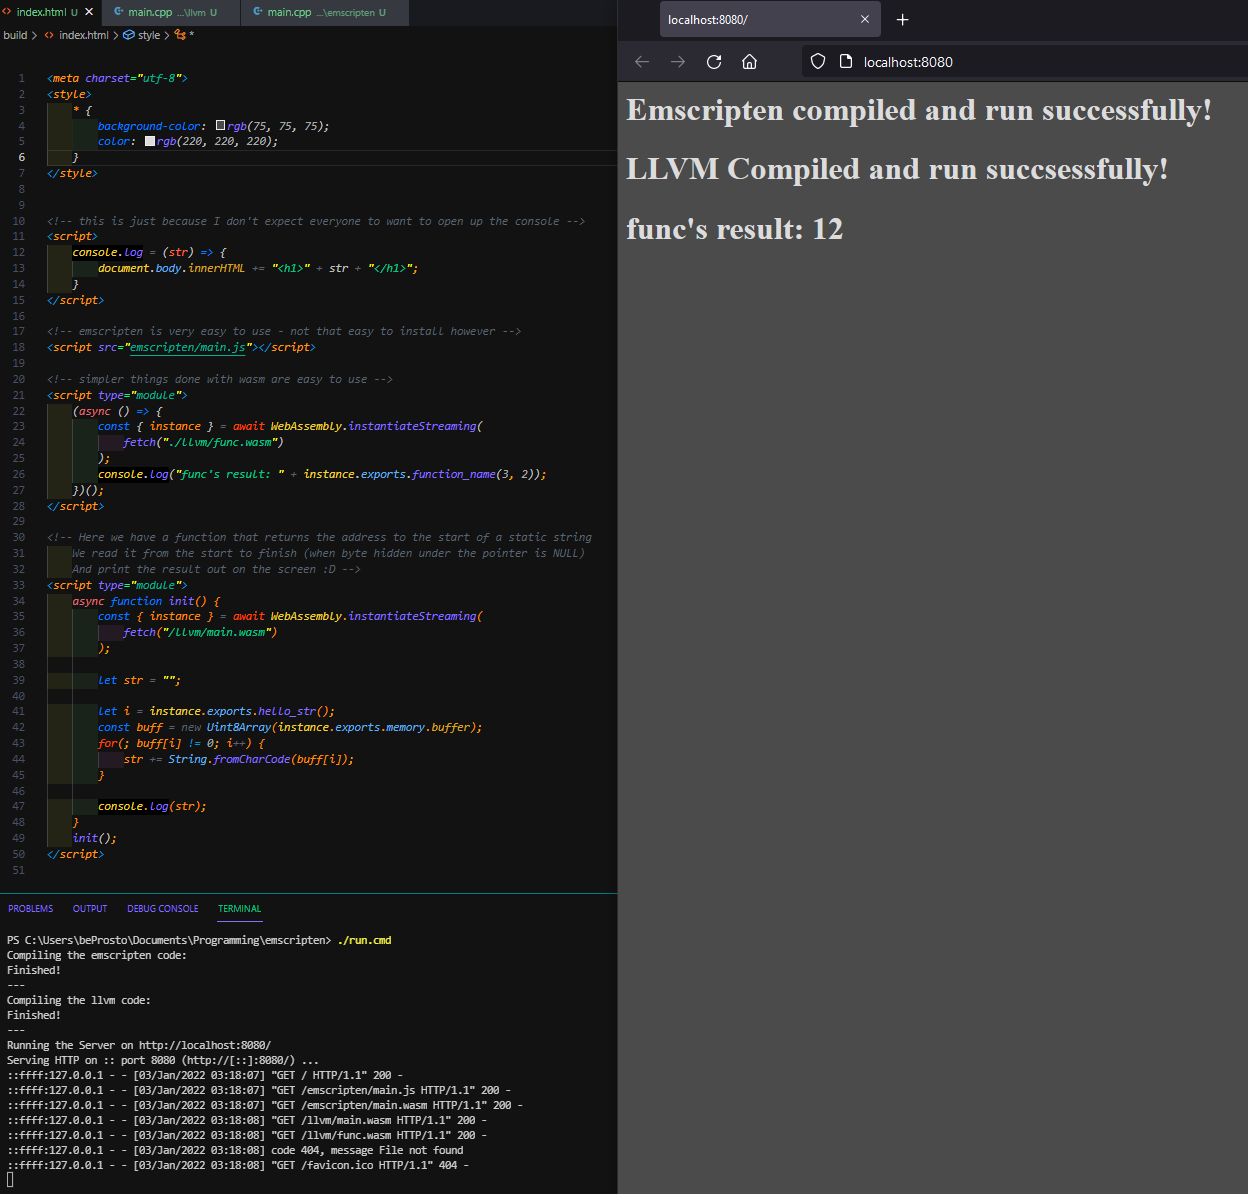 index.html U ×
main.cpp ...\llvm U
main.cpp ...\emscripten U
build > <> index.html > style > *
1 <meta charset="utf-8">
2 <style>
3 * {
4 background-color: rgb(75, 75, 75);
5 color: rgb(220, 220, 220);
6 }
7 </style>
8
9
10 <!-- this is just because I don't expect everyone to want to open up the console -->
11 <script>
12 console.log = (str) => {
13 document.body.innerHTML += "<h1>" + str + "</h1>";
14 }
15 </script>
16
17 <!-- emscripten is very easy to use - not that easy to install however -->
18 <script src="emscripten/main.js"></script>
19
20 <!-- simpler things done with wasm are easy to use -->
21 <script type="module">
22 (async () => {
23 const { instance } = await WebAssembly.instantiateStreaming(
24 fetch("./llvm/func.wasm")
25 );
26 console.log("func's result: " + instance.exports.function_name(3, 2));
27 })();
28 </script>
29
30 <!-- Here we have a function that returns the address to the start of a static string
31 We read it from the start to finish (when byte hidden under the pointer is NULL)
32 And print the result out on the screen :D -->
33 <script type="module">
34 async function init() {
35 const { instance } = await WebAssembly.instantiateStreaming(
36 fetch("/llvm/main.wasm")
37 );
38
39 let str = "";
40
41 let i = instance.exports.hello_str();
42 const buff = new Uint8Array(instance.exports.memory.buffer);
43 for(; buff[i] != 0; i++) {
44 str += String.fromCharCode(buff[i]);
45 }
46
47 console.log(str);
48 }
49 init();
50 </script>
51
PROBLEMS OUTPUT DEBUG CONSOLE TERMINAL
PS C:\Users\beProsto\Documents\Programming\emscripten> ./run.cmd
Compiling the emscripten code:
Finished!
---
Compiling the llvm code:
Finished!
---
Running the Server on http://localhost:8080/
Serving HTTP on :: port 8080 (http://[::]:8080/) ...
::ffff:127.0.0.1 - - [03/Jan/2022 03:18:07] "GET / HTTP/1.1" 200 -
::ffff:127.0.0.1 - - [03/Jan/2022 03:18:07] "GET /emscripten/main.js HTTP/1.1" 200 -
::ffff:127.0.0.1 - - [03/Jan/2022 03:18:07] "GET /emscripten/main.wasm HTTP/1.1" 200 -
::ffff:127.0.0.1 - - [03/Jan/2022 03:18:08] "GET /llvm/main.wasm HTTP/1.1" 200 -
::ffff:127.0.0.1 - - [03/Jan/2022 03:18:08] "GET /llvm/func.wasm HTTP/1.1" 200 -
::ffff:127.0.0.1 - - [03/Jan/2022 03:18:08] code 404, message File not found
::ffff:127.0.0.1 - - [03/Jan/2022 03:18:08] "GET /favicon.ico HTTP/1.1" 404 -
localhost:8080/
localhost:8080
Emscripten compiled and run successfully!
LLVM Compiled and run succsessfully!
func's result: 12